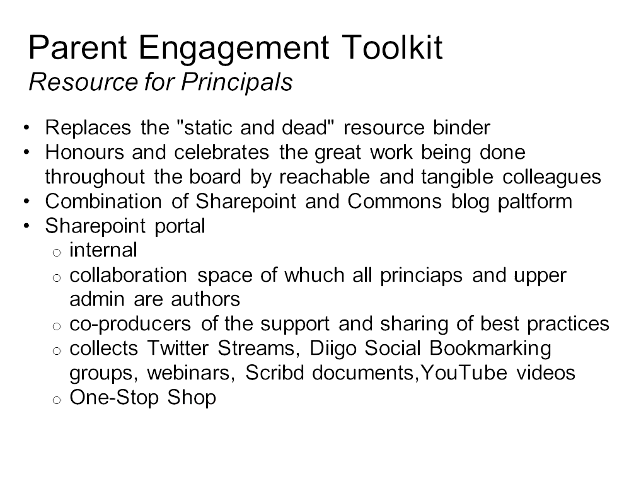 Parent Engagement Toolkit
Resource for Principals
• Replaces the "static and dead" resource binder
• Honours and celebrates the great work being done
throughout the board by reachable and tangible colleagues
• Combination of Sharepoint and Commons blog paltform
• Sharepoint portal
○ internal
○ collaboration space of whuch all princiaps and upper
admin are authors
○ co-producers of the support and sharing of best practices
○ collects Twitter Streams, Diigo Social Bookmarking
groups, webinars, Scribd documents,YouTube videos
○ One-Stop Shop